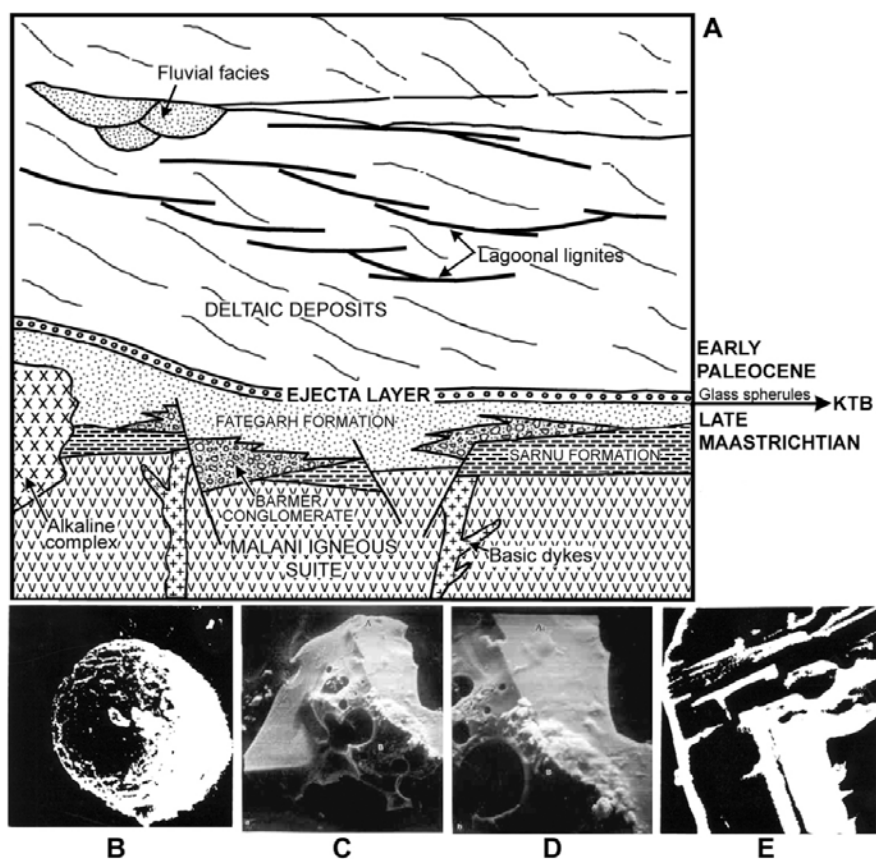 A
Fluvial facies
Lagoonal lignites
DELTAIC DEPOSITS
EARLY
PALEOCENE
EJECTA LAYER
Glass spherules
KTB
FATEGARH FORMATION
LATE
MAASTRICHTIAN
SARNU FORMATION
BARMER
CONGLOMERATE
Alkaline
complex
MALANI IGNEOUS
SUITE
Basic dykes
A
B
A
B
B
C
D
E